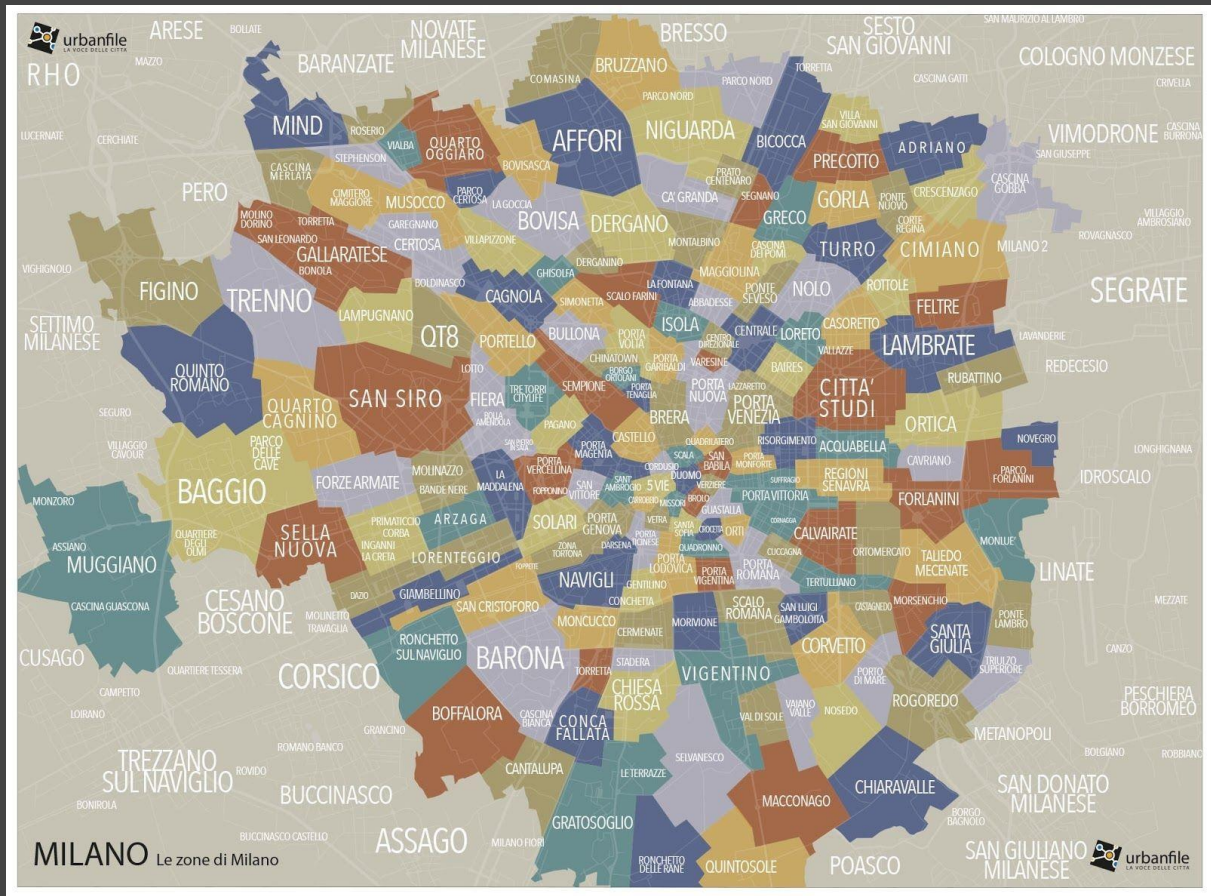 urbanfile
LA VOCE DELLE CITTÀ
ARESE
BOLLATE
NOVATE
MILANESE
BRESSO
SESTO
SAN GIOVANNI
SAN MAURIZIO AL LAMBRO
COLOGNO MONZESE
RHO
MAZZO
BARANZATE
COMASINA
BRUZZANO
PARCO NORD
TORRETTA
CASCINA GATTI
CRIVELLA
PARCO NORD
LUCERNATE
CERCHIATE
MIND
ROSERIO
VIALBA
QUARTO
OGGIARO
AFFORI
NIGUARDA
BICOCCA
VILLA
SAN GIOVANNI
PRECOTTO
ADRIANO
VIMODRONE
CASCINA
BURRONA
SAN GIUSEPPE
STEPHENSON
BOVISASCA
CASCINA
MERLATA
PRATO
CENTENARO
CASCINA
GOBBA
PERO
CIMITERO
MAGGIORE
MUSOCCO
PARCO
CERTOSA
LA GOCCIA
CA' GRANDA
SEGNANO
GRECO
GORLA
PONTE
NUOVO
CRESCENZAGO
MOLINO
DORINO
TORRETTA
GAREGNANO
BOVISA
DERGANO
CORTE
REGINA
VILLAGGIO
AMBROSIANO
ROVAGNASCO
SAN LEONARDO
GALLARATESE
BONOLA
CERTOSA
VILLAPIZZONE
MONTALBINO
CASCINA
DEI POMI
TURRO
CIMIANO
MILANO 2
VIGHIGNOLO
BOLDINASCO
GHISOLFA
DERGANINO
MAGGIOLINA
FIGINO
TRENNO
CAGNOLA
SIMONETTA
SCALO FARINI
LA FONTANA
ABBADESSE
PONTE
SEVESO
NOLO
ROTTOLE
FELTRE
SEGRATE
SETTIMO
MILANESE
LAMPUGNANO
QT8
PORTELLO
BULLONA
PORTA
VOLTA
ISOLA
CENTRO
DIREZIONALE
CENTRALE
LORETO
CASORETTO
VALLAZZE
LAMBRATE
LAVANDERIE
REDECESIO
QUINTO
ROMANO
LOTTO
CHINATOWN
PORTA
GARIBALDI
VARESINE
BAIRES
RUBATTINO
SAN SIRO
FIERA
TRE TORRI
CITYLIFE
SEMPIONE
BORGO
ORTOLANI
PORTA
TENAGLIA
PORTA
NUOVA
LAZZARETTO
PORTA
VENEZIA
CITTA'
STUDI
SEGURO
QUARTO
CAGNINO
PAGANO
BRERA
ORTICA
VILLAGGIO
CAVOUR
PARCO
DELLE
CAVE
PORTA
MAGENTA
CASTELLO
QUADRILATERO
RISORGIMENTO
ACQUABELLA
NOVEGRO
LONGHIGNANA
BAGGIO
FORZE ARMATE
MOLINAZZO
BANDE NERE
LA
MADDALENA
PORTA
VERCELLINA
FOPPONINO
SAN
VITTORE
SANT'
AMBROGIO
CORDUSIO
SCALA
DUOMO
SAN
BABILA
PORTA
MONFORTE
CAVRIANO
PARCO
FORLANINI
IDROSCALO
MONZORO
5 VIE
MISSORI
VERZIERE
BROLO
SUFFRAGIO
PORTA VITTORIA
REGIONI
SENAVRA
FORLANINI
SELLA
NUOVA
PRIMATICCIO
CORBA
ARZAGA
SOLARI
PORTA
GENOVA
VETRA
SANTA
SOFIA
GUASTALLA
CROCETTA
ORTI
CALVAIRATE
MONLUE'
ASSIANO
QUARTIERE
DEGLI
OLMI
INGANNI
LA CRETA
LORENTEGGIO
ZONA
TORTONA
DARSENA
PORTA
TICINESE
QUADRONNO
CUCCAGNA
ORTOMERCATO
MUGGIANO
NAVIGLI
GENTILINO
PORTA
LODOVICA
PORTA
VIGENTINA
PORTA
ROMANA
TERTULLIANO
TALIEDO
MECENATE
LINATE
CASCINA GUASCONA
CESANO
BOSCONE
DAZIO
GIAMBELLINO
SAN CRISTOFORO
CONCHETTA
MORSENCHIO
MEZZATE
MOLINETTO
TRAVAGLIA
RONCHETTO
SUL NAVIGLIO
MONCUCCO
CERMENATE
MORIVIONE
SCALO
ROMANA
SAN LUIGI
GAMBOLOITA
CASTAGNEDO
PONTE
LAMBRO
CUSAGO
QUARTIERE TESSERA
CORSICO
BARONA
TORRETTA
STADERA
VIGENTINO
CORVETTO
SANTA
GIULIA
CANZO
CAMPETTO
CHIESA
ROSSA
PORTO
DI MARE
TRIULZO
SUPERIORE
LOIRANO
GRANCINO
BOFFALORA
CASCINA
BIANCA
CONCA
FALLATA
VAL DI SOLE
VAIANO
VALLE
NOSEDO
ROGOREDO
PESCHIERA
BORROMEO
METANOPOLI
ROMANO BANCO
BOLGIANO
ROBBIANO
TREZZANO
SUL NAVIGLIO
ROVIDO
CANTALUPA
LE TERRAZZE
SELVANESCO
BUCCINASCO
MACCONAGO
CHIARAVALLE
SAN DONATO
MILANESE
BONIROLA
GRATOSOGLIO
BORGO
BAGNOLO
BUCCINASCO CASTELLO
ASSAGO
MILANO FIORI
MILANO Le zone di Milano
RONCHETTO
DELLE RANE
QUINTOSOLE
POASCO
SAN GIULIANO
MILANESE
urbanfile
LA VOCE DELLE CITTÀ